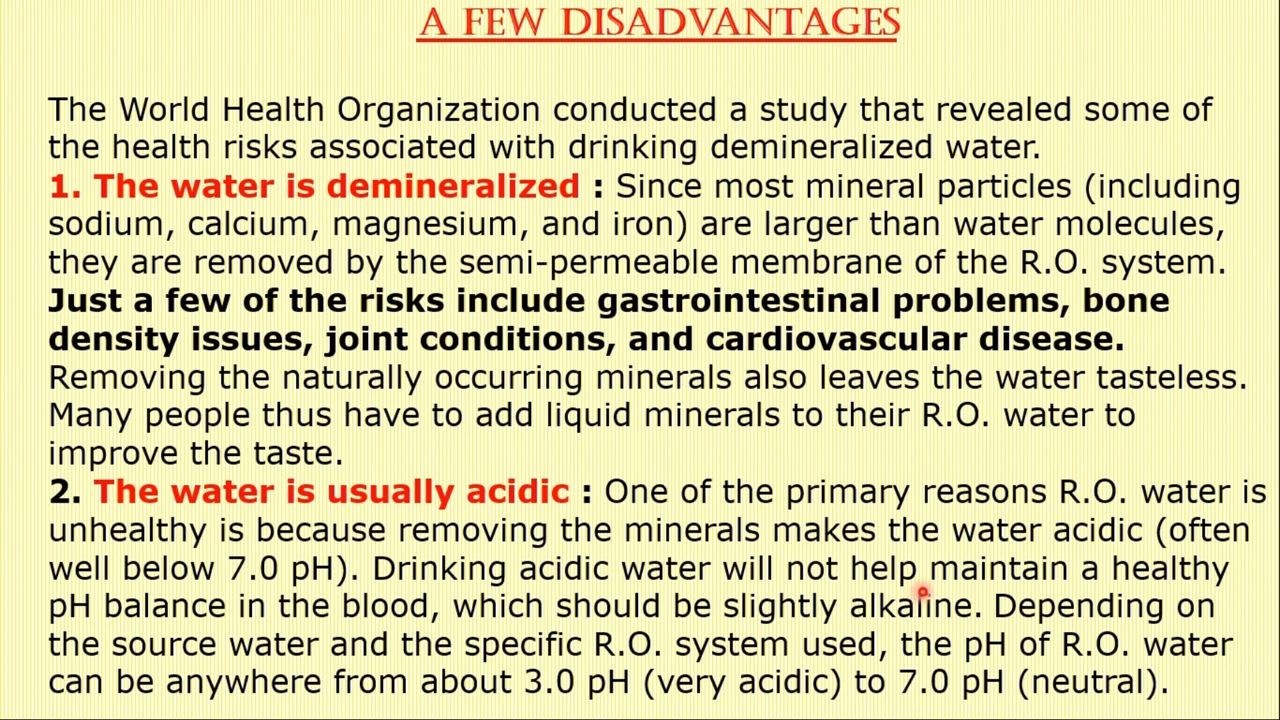 A FEW DISADVANTAGES
The World Health Organization conducted a study that revealed some of
the health risks associated with drinking demineralized water.
1. The water is demineralized : Since most mineral particles (including
sodium, calcium, magnesium, and iron) are larger than water molecules,
they are removed by the semi-permeable membrane of the R.O. system.
Just a few of the risks include gastrointestinal problems, bone
density issues, joint conditions, and cardiovascular disease.
Removing the naturally occurring minerals also leaves the water tasteless.
Many people thus have to add liquid minerals to their R.O. water to
improve the taste.
2. The water is usually acidic : One of the primary reasons R.O. water is
unhealthy is because removing the minerals makes the water acidic (often
well below 7.0 pH). Drinking acidic water will not help maintain a healthy
pH balance in the blood, which should be slightly alkaline. Depending on
the source water and the specific R.O. system used, the pH of R.O. water
can be anywhere from about 3.0 pH (very acidic) to 7.0 pH (neutral).